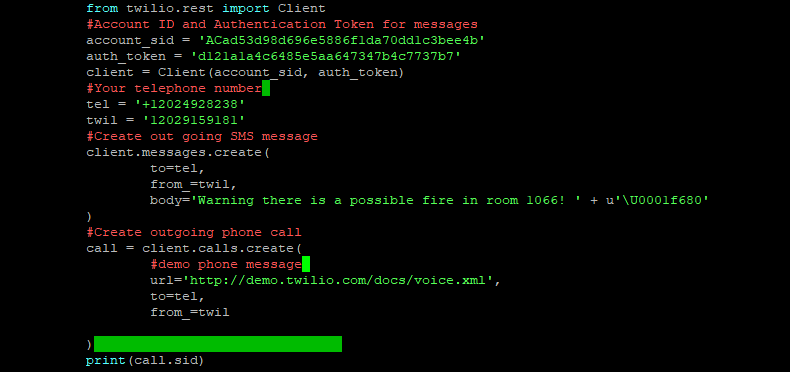 from twilio.rest import Client
#Account ID and Authentication Token for messages
account_sid = 'ACad53d98d696e5886f1da70dd1c3bee4b'
auth_token = 'd121a1a4c6485e5aa647347b4c7737b7'
client = Client(account_sid, auth_token)
#Your telephone number
tel = '+12024928238'
twil = '12029159181'
#Create out going SMS message
client.messages.create(
        to=tel,
        from_=twil,
        body='Warning there is a possible fire in room 1066! ' + u'\U0001f680'
)
#Create outgoing phone call
call = client.calls.create(
        #demo phone message
        url='http://demo.twilio.com/docs/voice.xml',
        to=tel,
        from_=twil
)
print(call.sid)